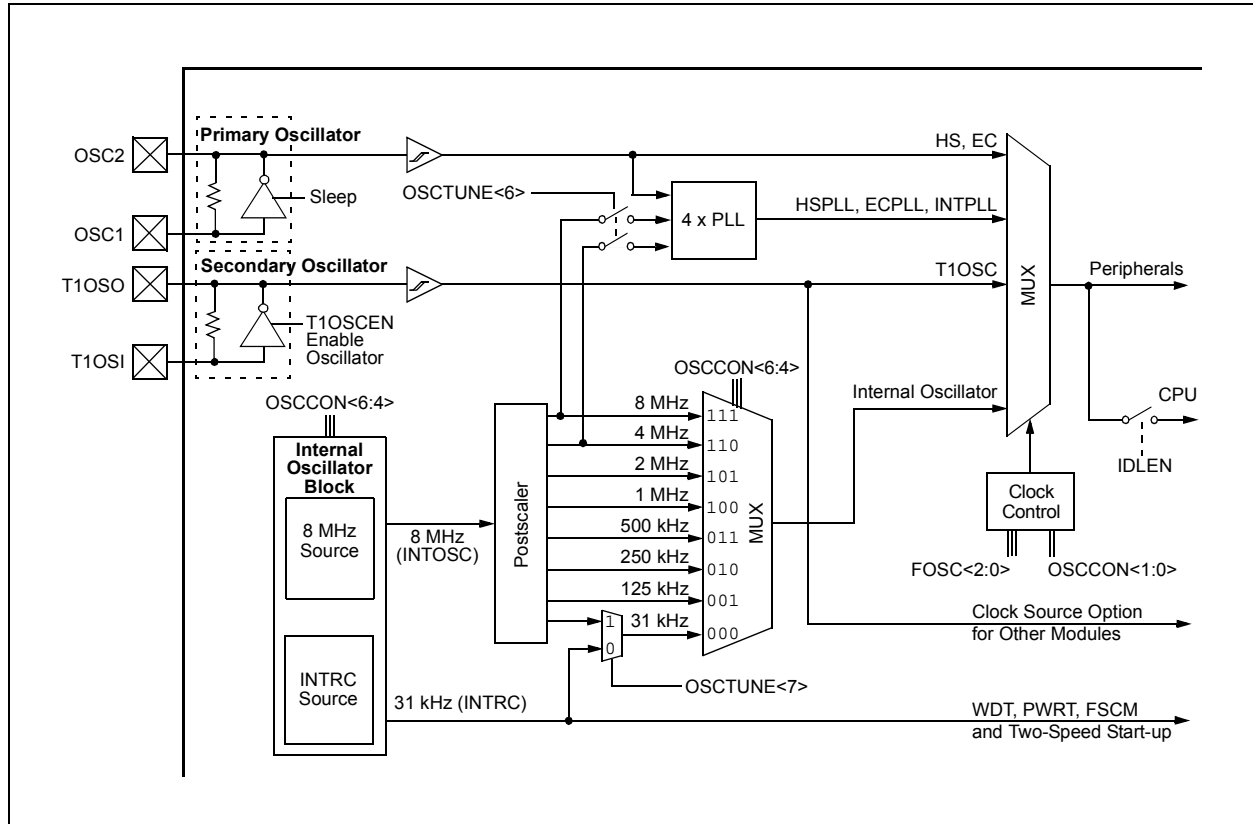 Primary Oscillator
OSC2
HS, EC
OSCTUNE<6>
Sleep
4 x PLL
HSPLL, ECPLL, INTPLL
OSC1
Secondary Oscillator
T1OSO
T1OSC
MUX
Peripherals
T1OSCEN
Enable
Oscillator
T1OSI
OSCCON<6:4>
OSCCON<6:4>
Internal Oscillator
CPU
IDLEN
Internal
Oscillator
Block
8 MHz
Source
8 MHz
(INTOSC)
Postscaler
8 MHz
111
4 MHz
110
2 MHz
101
1 MHz
100
500 kHz
011
250 kHz
010
125 kHz
001
1
31 kHz
000
0
MUX
Clock
Control
FOSC<2:0>
OSCCON<1:0>
Clock Source Option
for Other Modules
OSCTUNE<7>
INTRC
Source
31 kHz (INTRC)
WDT, PWRT, FSCM
and Two-Speed Start-up